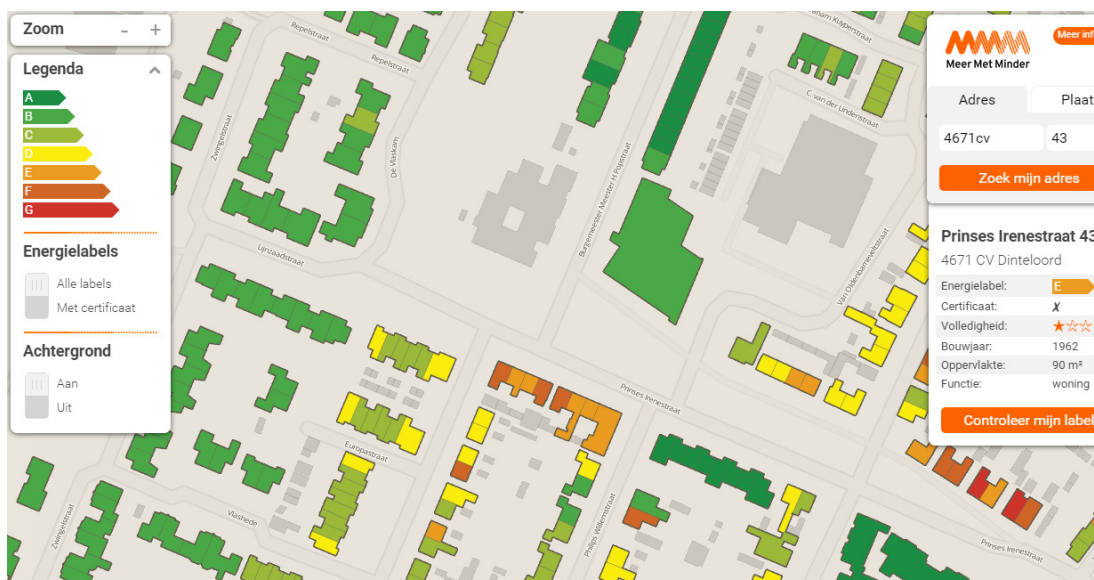 Zoom - +
Legenda
A
B
C
D
E
F
G
Energielabels
Alle labels
Met certificaat
Achtergrond
Aan
Uit
Repelstraat
Repelstraat
Zwingelstraat
De Vlaskam
Lijnzaadstraat
Burgemeester Meester H Popstraat
ham Kuyperstraat
C. van der Lindenstraat
Van Oldenbarneveltstraat
Prinses Irenestraat
Europastraat
Vlashede
Zwingelstraat
Philips Willemstraat
Prinses Irenestraat
Meer info
Meer Met Minder
Adres Plaat
4671cv 43
Zoek mijn adres
Prinses Irenestraat 43
4671 CV Dinteloord
Energielabel: E
Certificaat: ✗
Volledigheid: ★☆☆
Bouwjaar: 1962
Oppervlakte: 90 m²
Functie: woning
Controleer mijn label